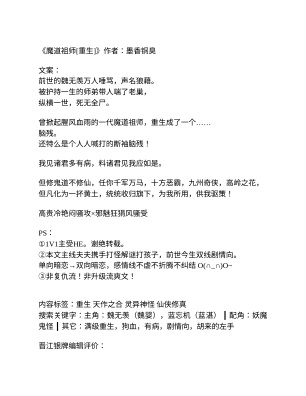 《魔道祖师[重生]》作者：墨香铜臭
文案：
前世的魏无羡万人唾骂，声名狼藉。
被护持一生的师弟带人端了老巢，
纵横一世，死无全尸。
曾掀起腥风血雨的一代魔道祖师，重生成了一个……
脑残。
还特么是个人人喊打的断袖脑残！
我见诸君多有病，料诸君见我应如是。
但修鬼道不修仙，任你千军万马，十方恶霸，九州奇侠，高岭之花，
但凡化为一抔黄土，统统收归旗下，为我所用，供我驱策！
高贵冷艳闷骚攻×邪魅狂狷风骚受
PS：
①1V1主受HE。谢绝转载。
②本文主线夫夫携手打怪解谜打孩子，前世今生双线剧情向。
单向暗恋→双向暗恋，感情线不虐不折腾不纠结 O(∩_∩)O~
③非复仇流！非升级流爽文！
内容标签：重生 天作之合 灵异神怪 仙侠修真
搜索关键字：主角：魏无羡（魏婴），蓝忘机（蓝湛） ┃ 配角：妖魔
鬼怪 ┃ 其它：满级重生，狗血，有病，剧情向，胡来的左手
晋江银牌编辑评价：